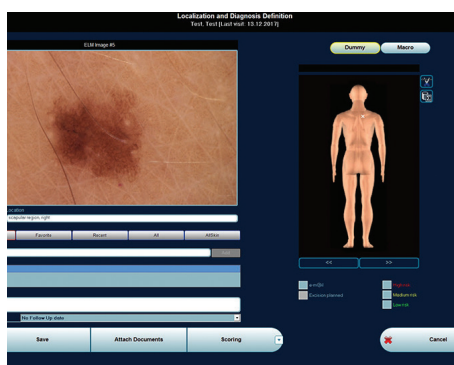 Localization and Diagnosis Definition
Test, Test [Last visit: 13.12.2017]
ELM Image #5
Dummy
Macro
Location
scapular region, right
Favorite
Recent
All
AllSkin
<<
>>
Excision planned
High risk
Medium risk
Low risk
No Follow Up date
Save
Attach Documents
Scoring
Cancel